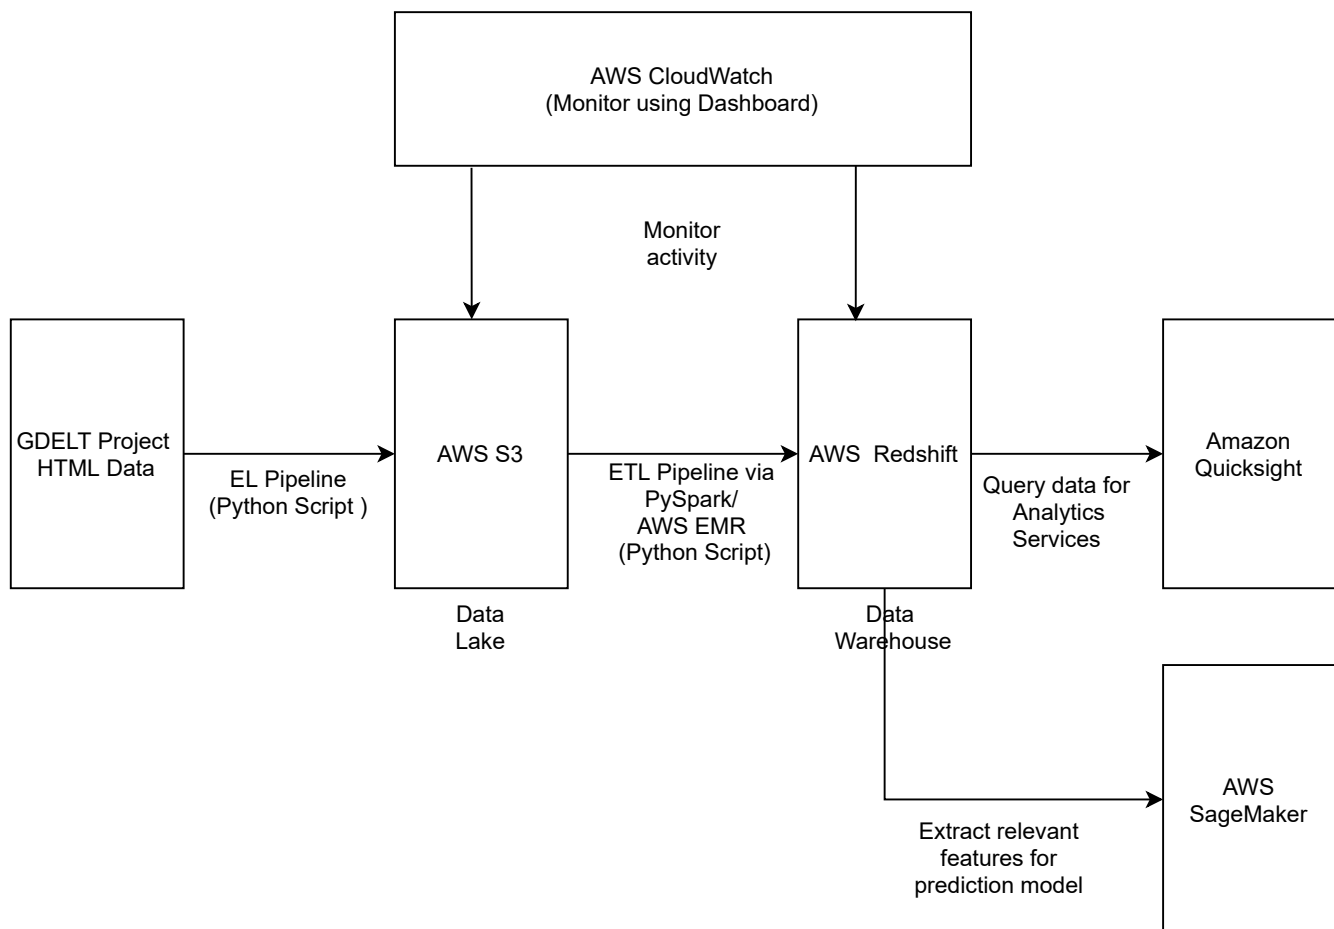 AWS CloudWatch
(Monitor using Dashboard)
Monitor
activity
GDELT Project
HTML Data
EL Pipeline
(Python Script )
AWS S3
ETL Pipeline via
PySpark/
AWS EMR
(Python Script)
AWS  Redshift
Query data for
Analytics
Services
Amazon
Quicksight
Data
Lake
Data
Warehouse
AWS
SageMaker
Extract relevant
features for
prediction model